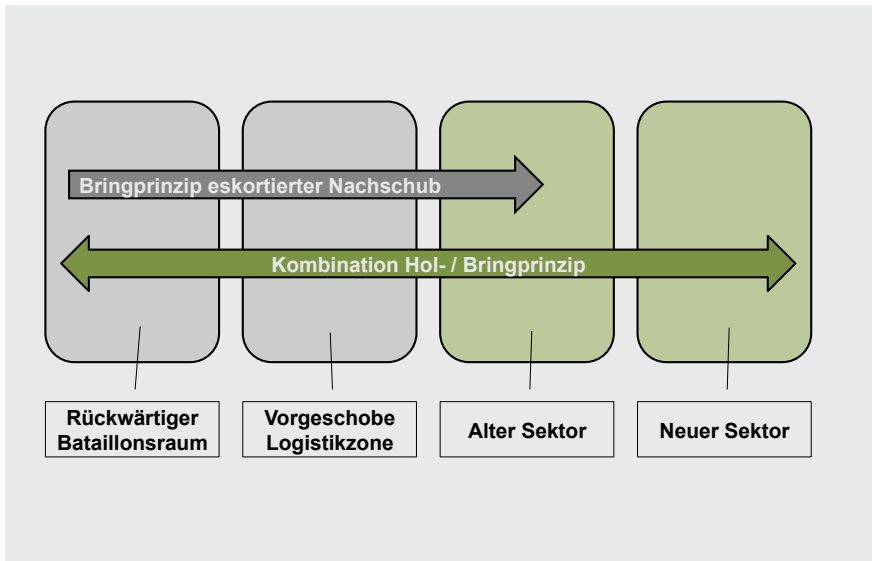 Bringprinzip eskortierter Nachschub
Kombination Hol- / Bringprinzip
Rückwärtiger
Bataillonsraum
Vorgeschobe
Logistikzone
Alter Sektor
Neuer Sektor